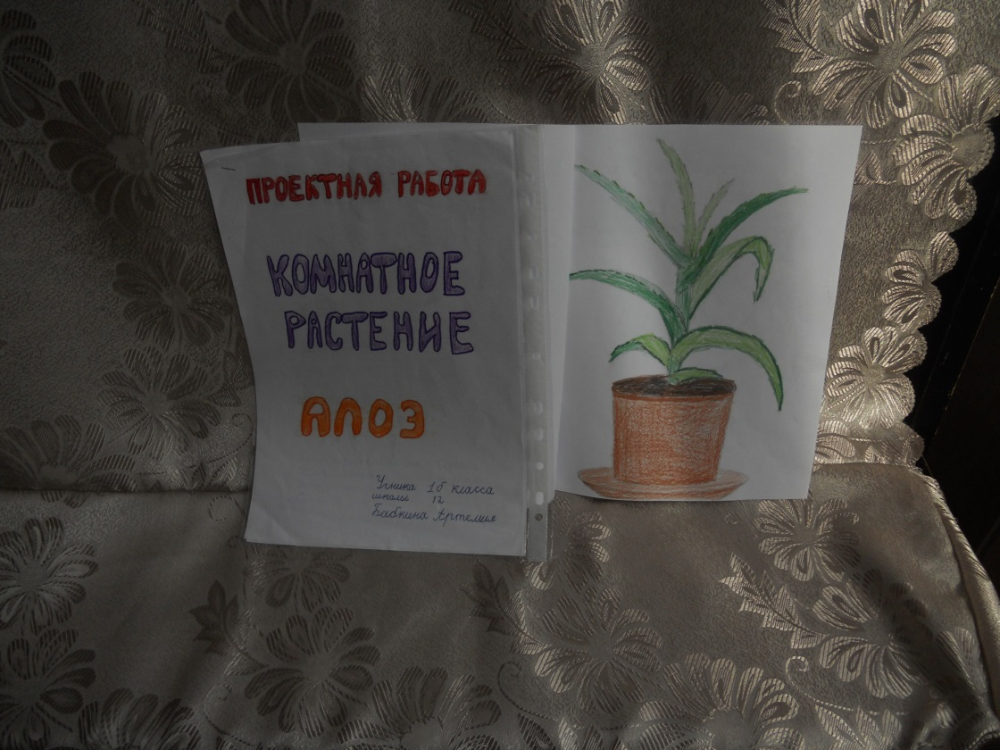 ПРОЕКТНАЯ РАБОТА
КОМНАТНОЕ
РАСТЕНИЕ
АЛОЭ
Ученика 1б класса
школы 12
Бабкина Артемия